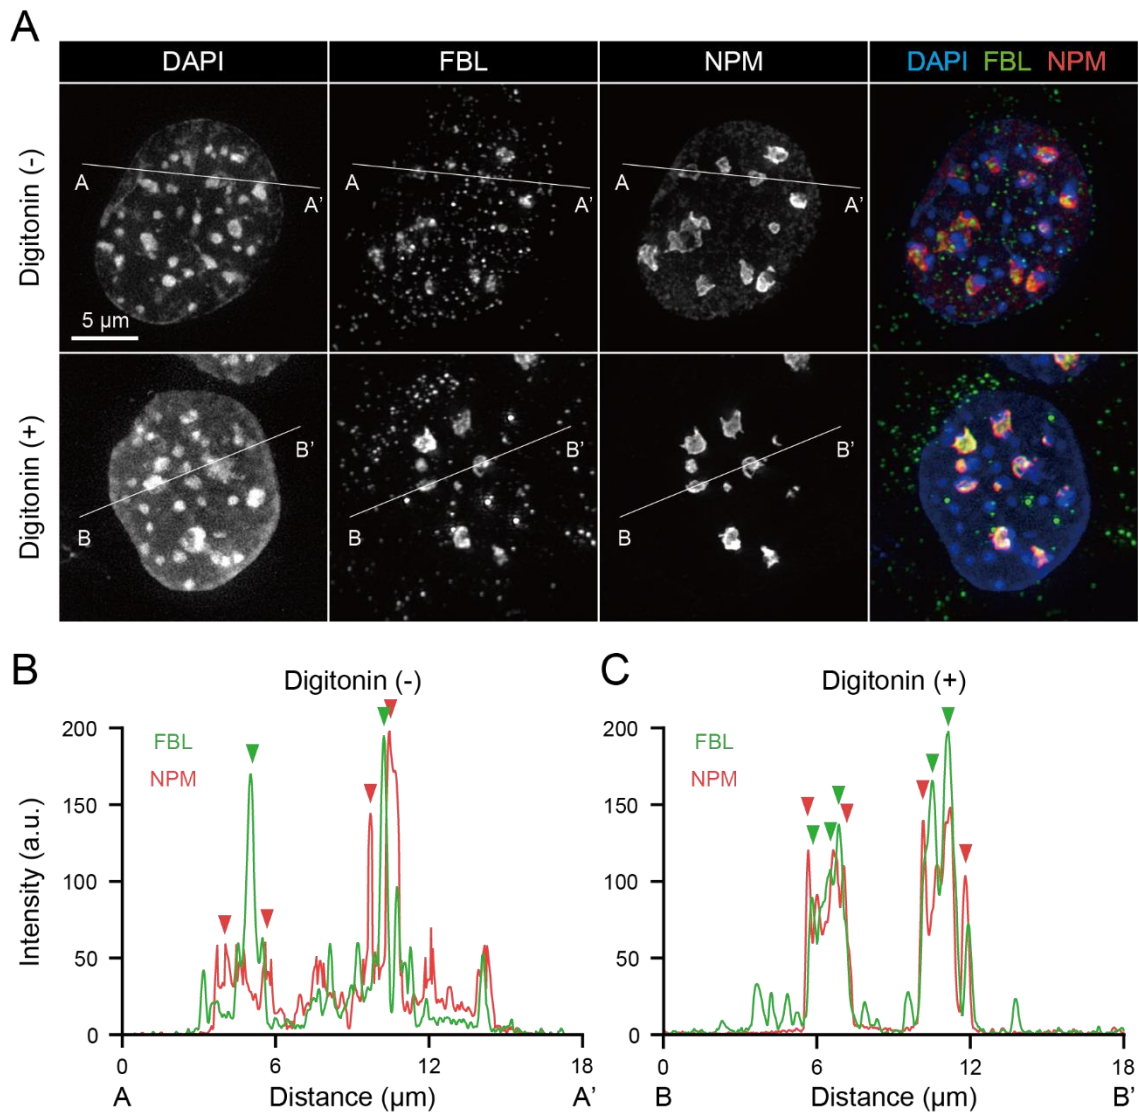 A
DAPI FBL NPM DAPI FBL NPM
Digitonin (-)
A A' A A' A A'
5 µm
Digitonin (+)
B B' B B' B B'
B C
Digitonin (-) Digitonin (+)
FBL
NPM
FBL
NPM
Intensity (a.u.)
200
150
100
50
0
200
150
100
50
0
0 6 12 18
A Distance (µm) A'
0 6 12 18
B Distance (µm) B'